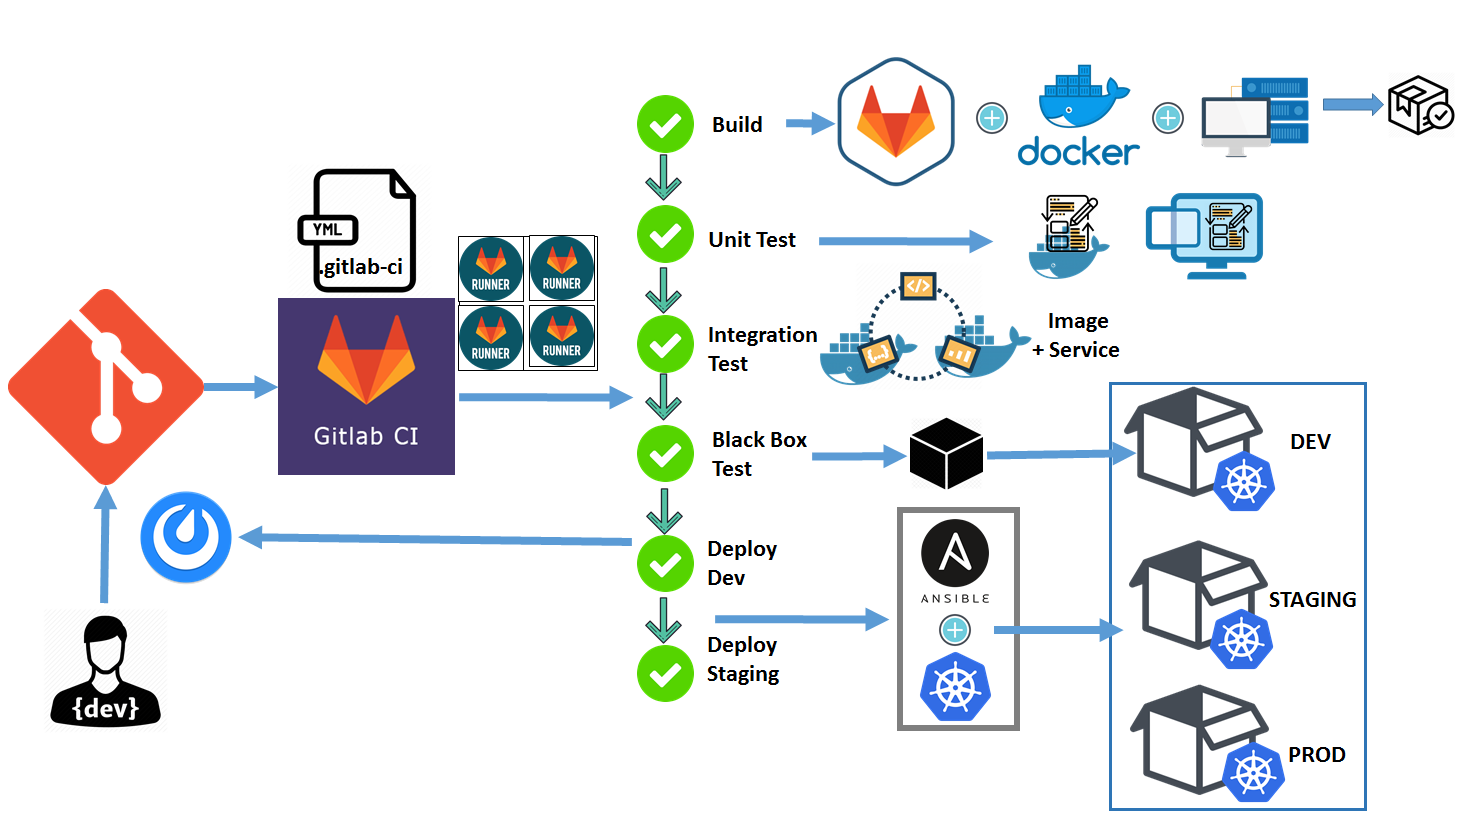 Build
docker
YML
.gitlab-ci
Unit Test
RUNNER
RUNNER
RUNNER
RUNNER
</>
Integration
Test
{...}
Image
+ Service
Gitlab CI
Black Box
Test
DEV
Deploy
Dev
ANSIBLE
STAGING
Deploy
Staging
{dev}
PROD